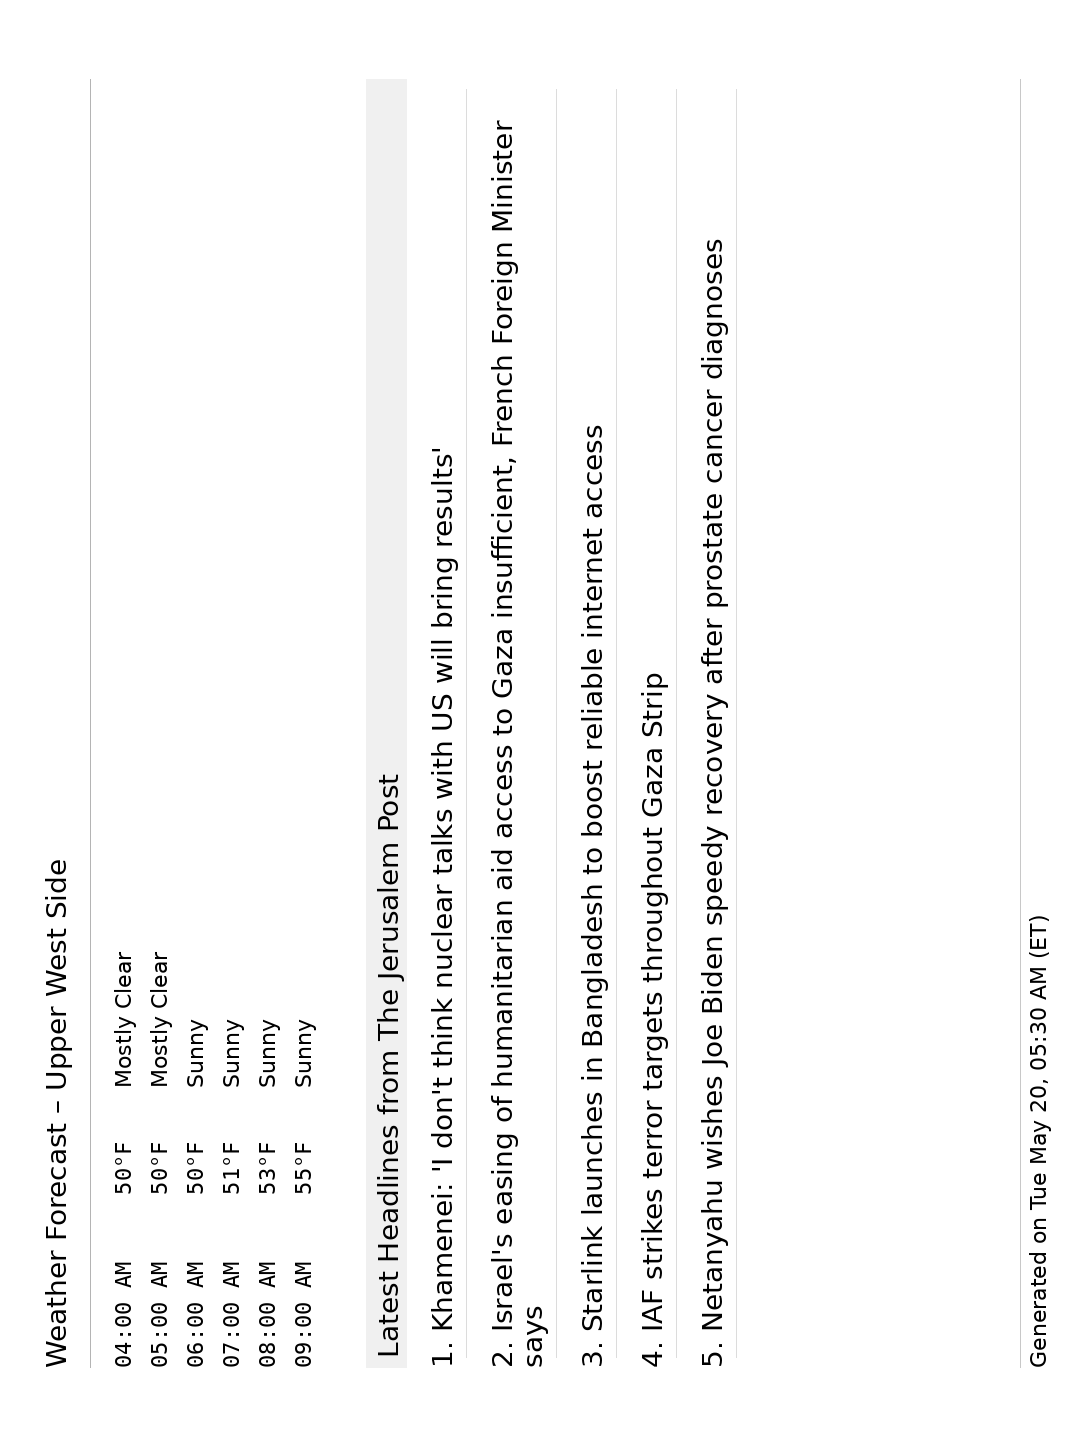 Weather Forecast – Upper West Side
04:00 AM 50°F Mostly Clear
05:00 AM 50°F Mostly Clear
06:00 AM 50°F Sunny
07:00 AM 51°F Sunny
08:00 AM 53°F Sunny
09:00 AM 55°F Sunny
Latest Headlines from The Jerusalem Post
1. Khamenei: 'I don't think nuclear talks with US will bring results'
2. Israel's easing of humanitarian aid access to Gaza insufficient, French Foreign Minister
says
3. Starlink launches in Bangladesh to boost reliable internet access
4. IAF strikes terror targets throughout Gaza Strip
5. Netanyahu wishes Joe Biden speedy recovery after prostate cancer diagnoses
Generated on Tue May 20, 05:30 AM (ET)